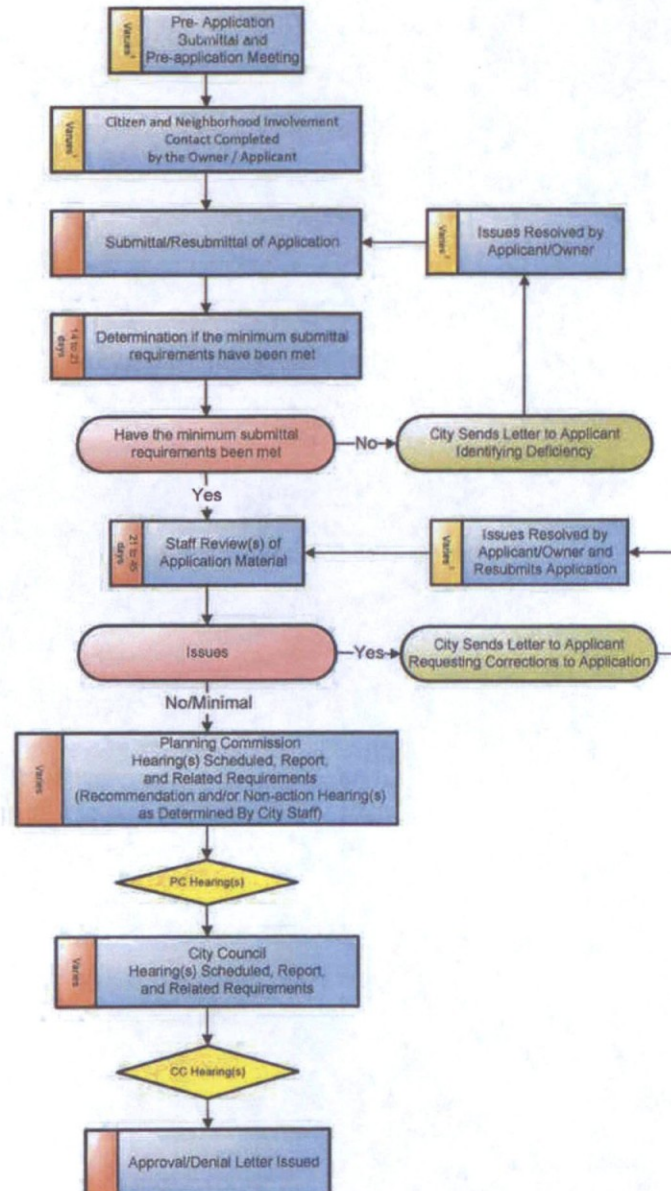 Pre- Application
Submittal and
Pre-application Meeting
Varies
Citizen and Neighborhood Involvement
Contact Completed
by the Owner / Applicant
Varies
Submittal/Resubmittal of Application
Issues Resolved by
Applicant/Owner
Varies
Determination if the minimum submittal
requirements have been met
14 to 21
days
Have the minimum submittal
requirements been met
No
City Sends Letter to Applicant
Identifying Deficiency
Yes
Staff Review(s) of
Application Material
21 to 45
days
Issues Resolved by
Applicant/Owner and
Resubmits Application
Varies
Issues
Yes
City Sends Letter to Applicant
Requesting Corrections to Application
No/Minimal
Planning Commission
Hearing(s) Scheduled, Report,
and Related Requirements
(Recommendation and/or Non-action Hearing(s)
as Determined By City Staff)
Varies
PC Hearing(s)
City Council
Hearing(s) Scheduled, Report,
and Related Requirements
Varies
CC Hearing(s)
Approval/Denial Letter Issued